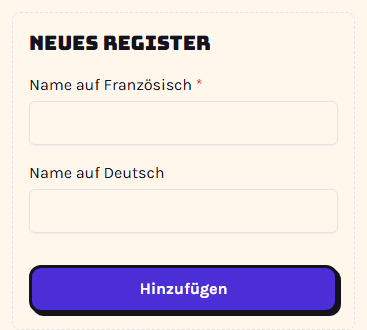 NEUES REGISTER
Name auf Französisch *
Name auf Deutsch
Hinzufügen